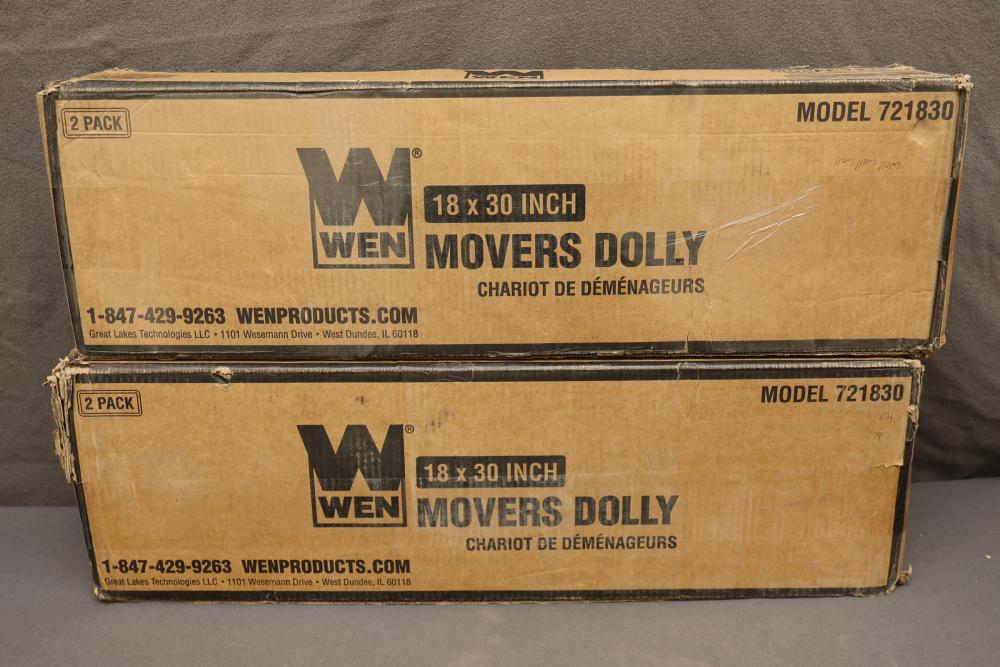 2 PACK
MODEL 721830
WEN®
18 x 30 INCH
MOVERS DOLLY
CHARIOT DE DÉMÉNAGEURS
1-847-429-9263 WENPRODUCTS.COM
Great Lakes Technologies LLC • 1101 Wesemann Drive • West Dundee, IL 60118
2 PACK
MODEL 721830
WEN®
18 x 30 INCH
MOVERS DOLLY
CHARIOT DE DÉMÉNAGEURS
1-847-429-9263 WENPRODUCTS.COM
Great Lakes Technologies LLC • 1101 Wesemann Drive • West Dundee, IL 60118